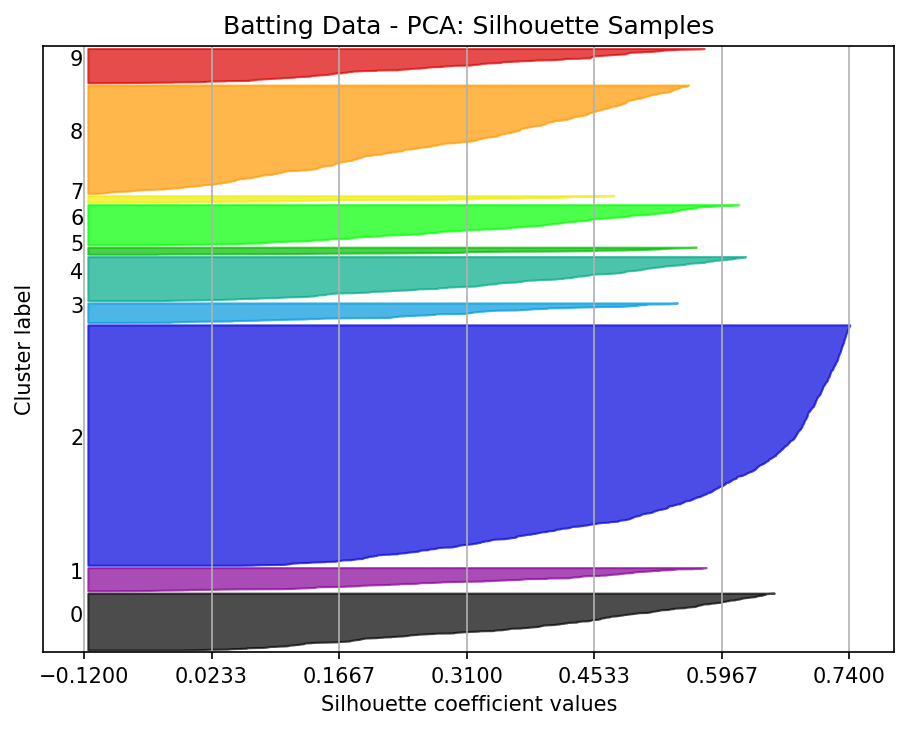 Batting Data - PCA: Silhouette Samples
9
8
7
6
5
4
3
2
1
0
Cluster label
−0.1200 0.0233 0.1667 0.3100 0.4533 0.5967 0.7400
Silhouette coefficient values